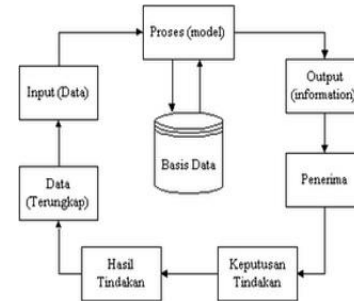 Proses (model)
Input (Data)
Output
(information)
Basis Data
Data
(Terungkap)
Penerima
Hasil
Tindakan
Keputusan
Tindakan